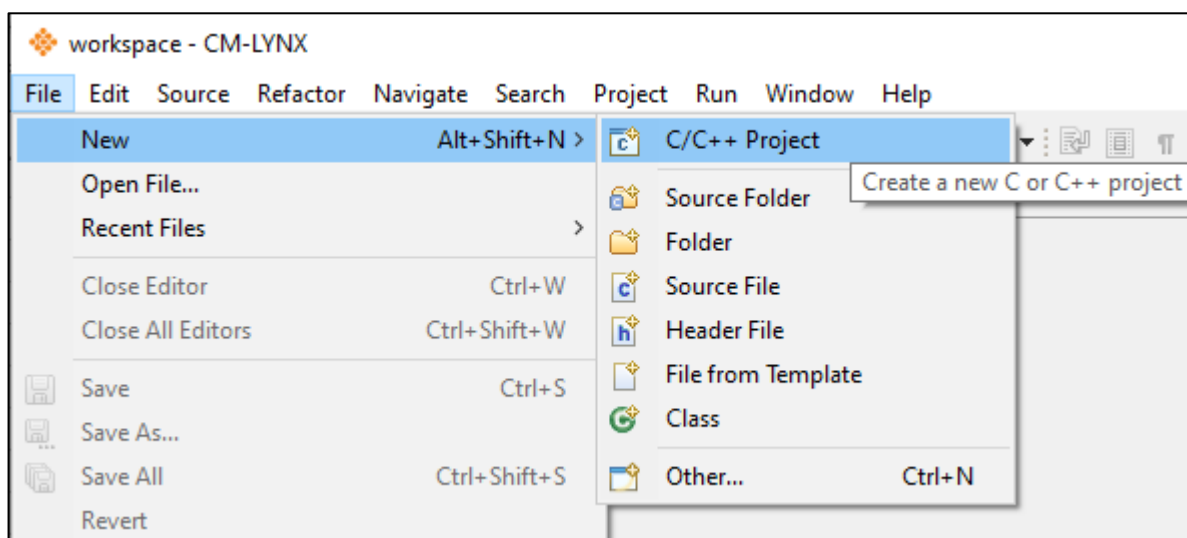 workspace - CM-LYNX
File Edit Source Refactor Navigate Search Project Run Window Help
New Alt+Shift+N >
Open File...
Recent Files >
Close Editor Ctrl+W
Close All Editors Ctrl+Shift+W
Save Ctrl+S
Save As...
Save All Ctrl+Shift+S
Revert
C/C++ Project
Create a new C or C++ project
Source Folder
Folder
Source File
Header File
File from Template
Class
Other... Ctrl+N